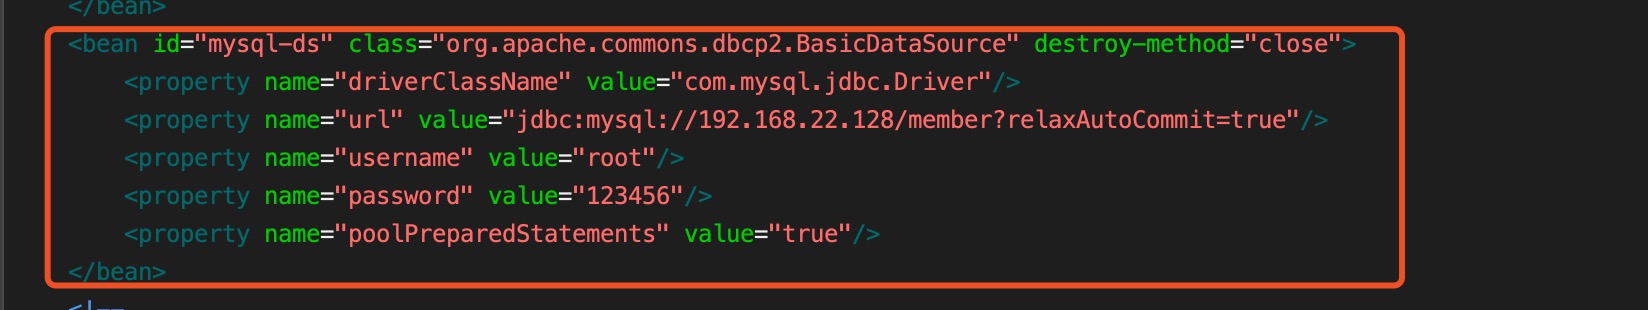 </bean>
<bean id="mysql-ds" class="org.apache.commons.dbcp2.BasicDataSource" destroy-method="close">
<property name="driverClassName" value="com.mysql.jdbc.Driver"/>
<property name="url" value="jdbc:mysql://192.168.22.128/member?relaxAutoCommit=true"/>
<property name="username" value="root"/>
<property name="password" value="123456"/>
<property name="poolPreparedStatements" value="true"/>
</bean>
<!--